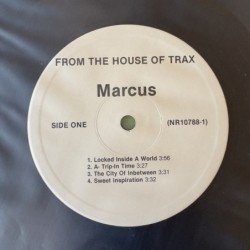 FROM THE HOUSE OF TRAX
Marcus
SIDE ONE (NR10788-1)
1. Locked Inside A World 3:56
2. A- Trip-in Time 3:27
3. The City Of Inbetween 3:31
4. Sweet Inspiration 3:32